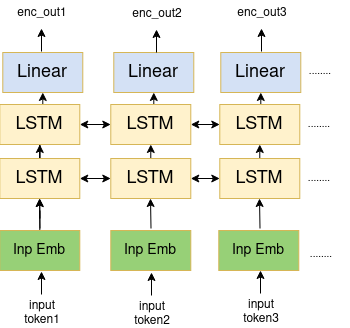 enc_out1 enc_out2 enc_out3
Linear Linear Linear ........
LSTM LSTM LSTM ........
LSTM LSTM LSTM ........
Inp Emb Inp Emb Inp Emb ........
input input input
token1 token2 token3